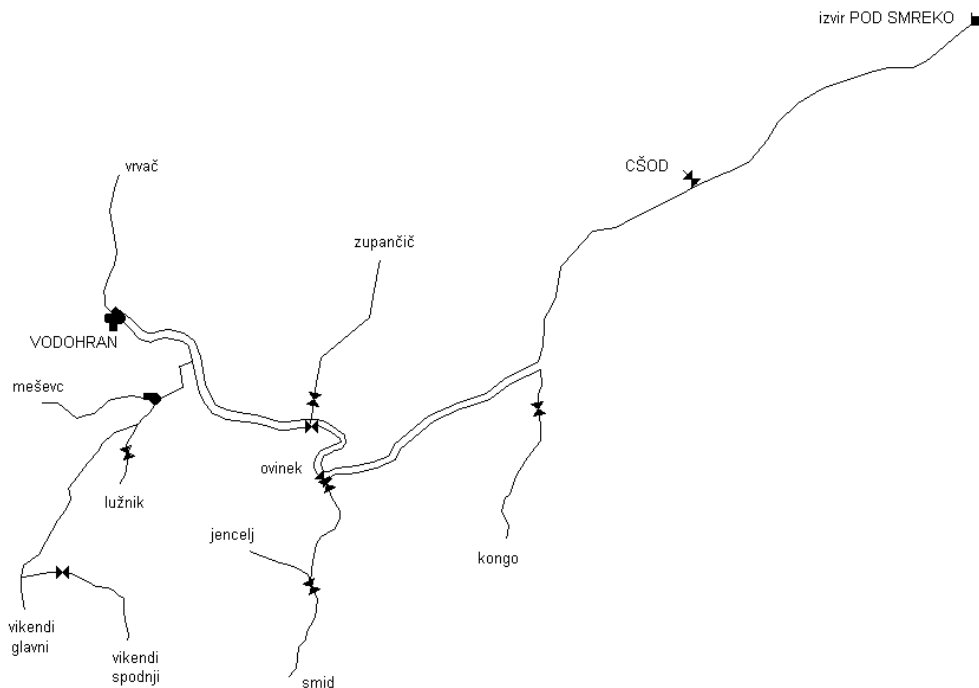 izvir POD SMREKO
CŠOD
vrvač
zupančič
VODOHRAN
meševc
ovinek
lužnik
jencelj
kongo
vikendi
glavni
vikendi
spodnji
smid